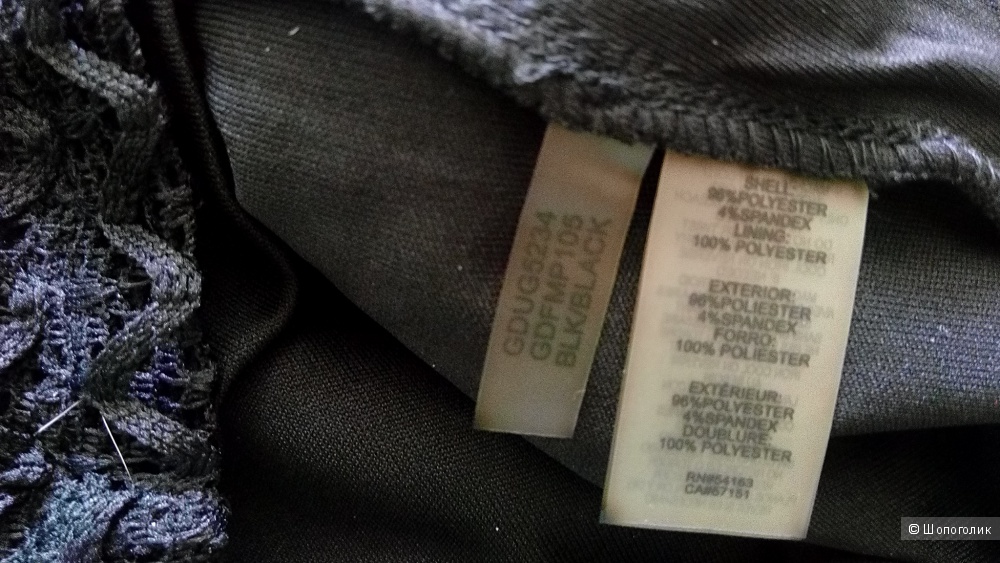 GDUG5234
GDFMP105
BLK/BLACK
SHELL:
96%POLYESTER
4%SPANDEX
LINING:
100% POLYESTER
EXTERIOR:
96%POLIESTER
4%SPANDEX
FORRO:
100% POLIESTER
EXTÉRIEUR:
96%POLYESTER
4%SPANDEX
DOUBLURE:
100% POLYESTER
RN#54163
CA#57151
© Шопоголик